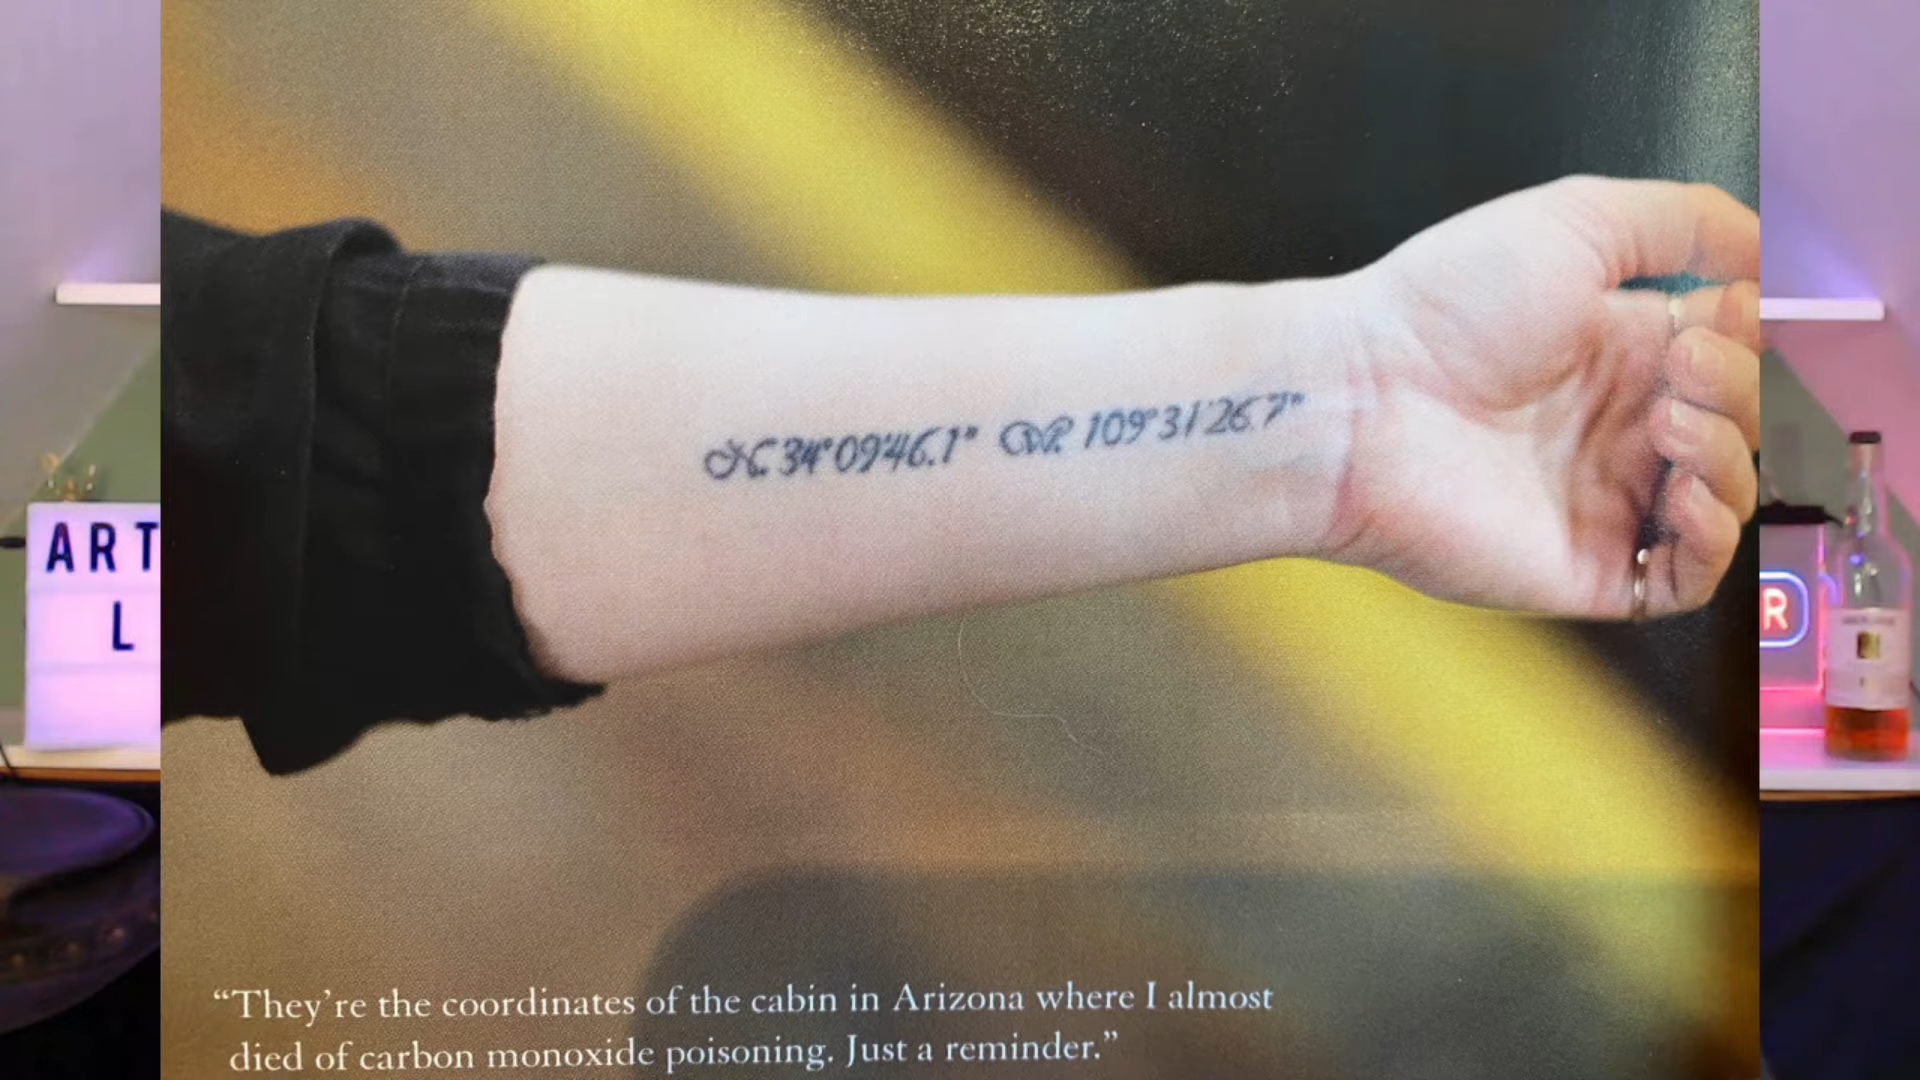 N. 34°09'46.1" W. 109°31'26.7"
“They’re the coordinates of the cabin in Arizona where I almost
died of carbon monoxide poisoning. Just a reminder.”
ART
L
R